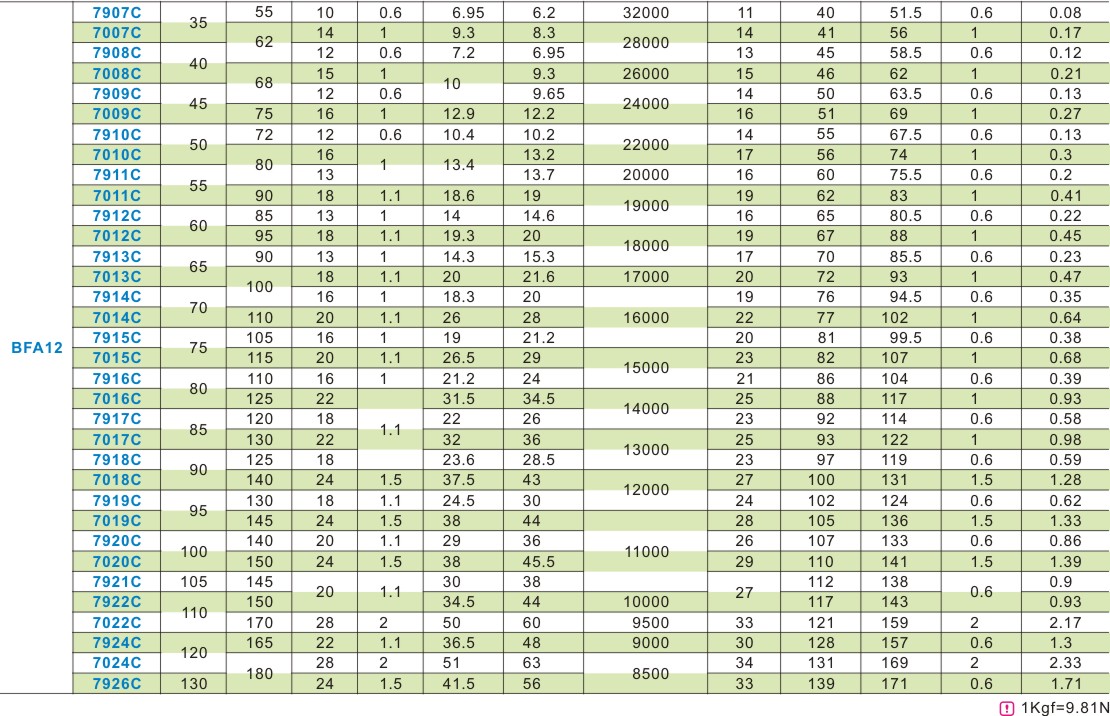 7907C 35 55 10 0.6 6.95 6.2 32000 11 40 51.5 0.6 0.08
7007C 62 14 1 9.3 8.3 28000 14 41 56 1 0.17
7908C 40 12 0.6 7.2 6.95 13 45 58.5 0.6 0.12
7008C 68 15 1 10 9.3 26000 15 46 62 1 0.21
7909C 45 12 0.6 9.65 24000 14 50 63.5 0.6 0.13
7009C 75 16 1 12.9 12.2 16 51 69 1 0.27
7910C 50 72 12 0.6 10.4 10.2 22000 14 55 67.5 0.6 0.13
7010C 80 16 1 13.4 13.2 17 56 74 1 0.3
7911C 55 13 13.7 20000 16 60 75.5 0.6 0.2
7011C 90 18 1.1 18.6 19 19000 19 62 83 1 0.41
7912C 60 85 13 1 14 14.6 16 65 80.5 0.6 0.22
7012C 95 18 1.1 19.3 20 18000 19 67 88 1 0.45
7913C 65 90 13 1 14.3 15.3 17 70 85.5 0.6 0.23
7013C 100 18 1.1 20 21.6 17000 20 72 93 1 0.47
7914C 70 16 1 18.3 20 19 76 94.5 0.6 0.35
7014C 110 20 1.1 26 28 16000 22 77 102 1 0.64
7915C 75 105 16 1 19 21.2 20 81 99.5 0.6 0.38
BFA12
7015C 115 20 1.1 26.5 29 15000 23 82 107 1 0.68
7916C 80 110 16 1 21.2 24 21 86 104 0.6 0.39
7016C 125 22 31.5 34.5 14000 25 88 117 1 0.93
7917C 85 120 18 1.1 22 26 23 92 114 0.6 0.58
7017C 130 22 32 36 13000 25 93 122 1 0.98
7918C 90 125 18 23.6 28.5 23 97 119 0.6 0.59
7018C 140 24 1.5 37.5 43 12000 27 100 131 1.5 1.28
7919C 95 130 18 1.1 24.5 30 24 102 124 0.6 0.62
7019C 145 24 1.5 38 44 28 105 136 1.5 1.33
7920C 100 140 20 1.1 29 36 11000 26 107 133 0.6 0.86
7020C 150 24 1.5 38 45.5 29 110 141 1.5 1.39
7921C 105 145 20 1.1 30 38 27 112 138 0.6 0.9
7922C 110 150 34.5 44 10000 117 143 0.93
7022C 170 28 2 50 60 9500 33 121 159 2 2.17
7924C 120 165 22 1.1 36.5 48 9000 30 128 157 0.6 1.3
7024C 180 28 2 51 63 8500 34 131 169 2 2.33
7926C 130 24 1.5 41.5 56 33 139 171 0.6 1.71
! 1Kgf=9.81N